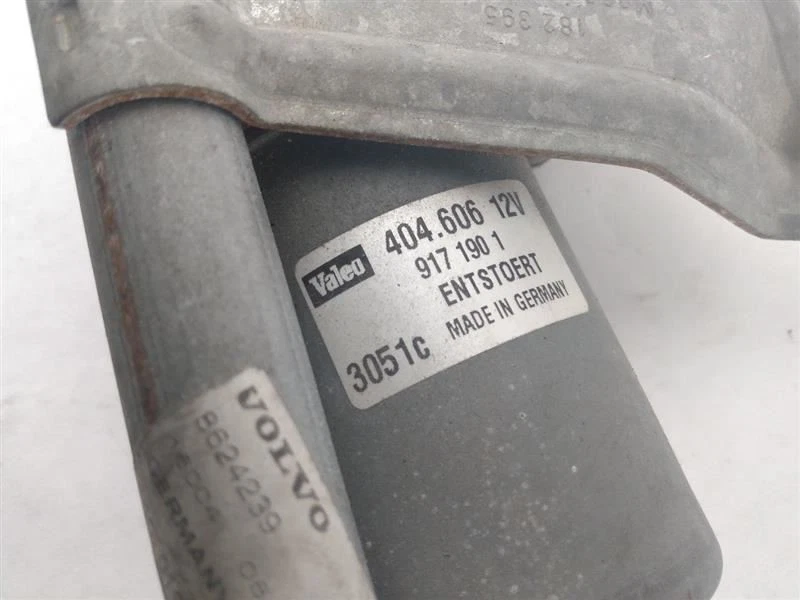 182 395
Valeo
404.606 12V
917 190 1
ENTSTOERT
MADE IN GERMANY
3051c
VOLVO
8624239
GERMANY